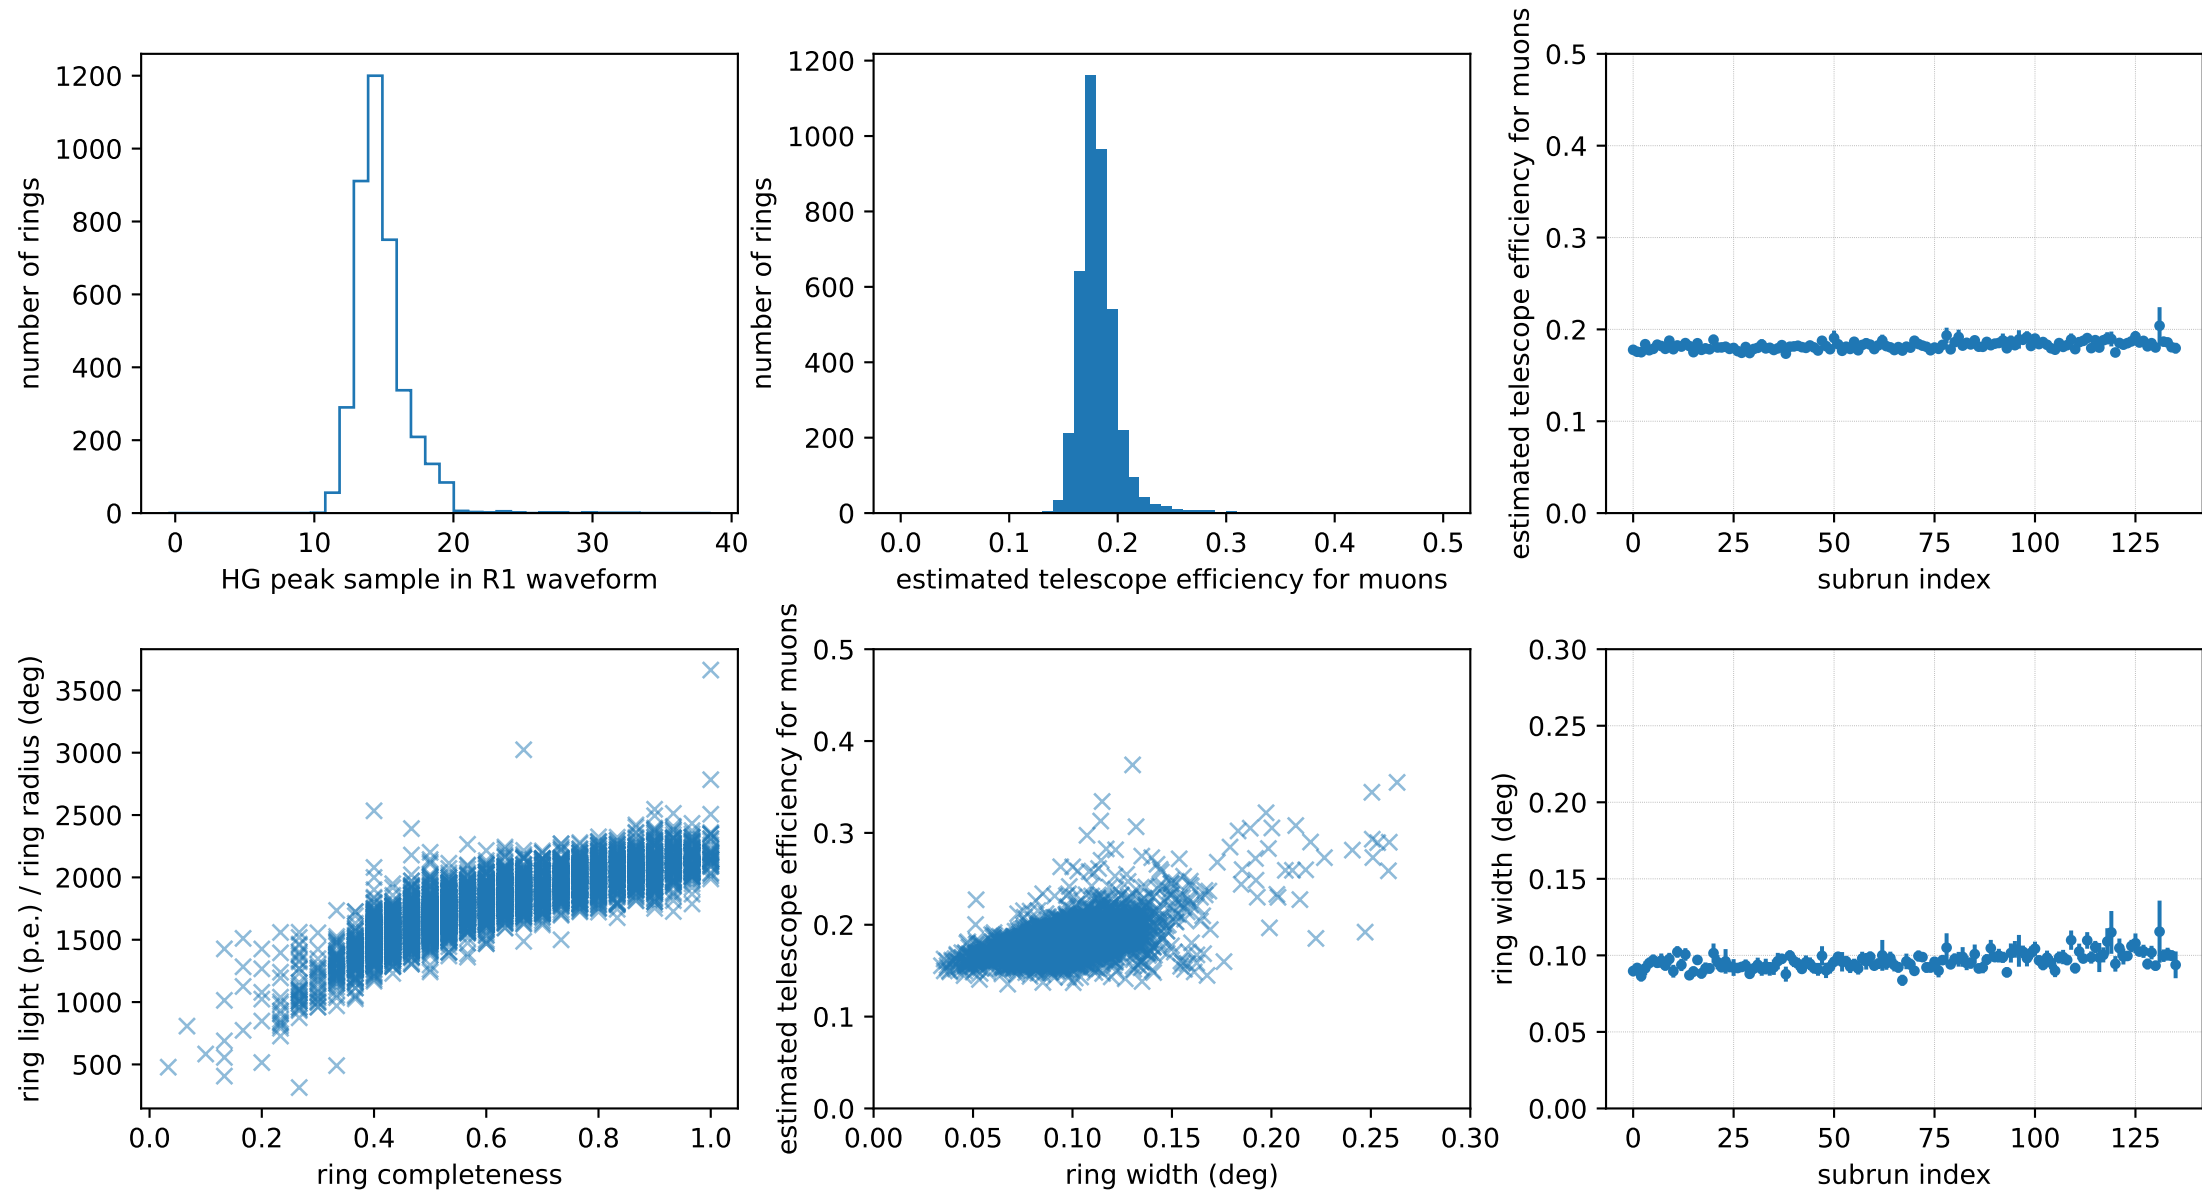 number of rings
1200
1000
800
600
400
200
0
0 10 20 30 40
HG peak sample in R1 waveform
number of rings
1200
1000
800
600
400
200
0
0.0 0.1 0.2 0.3 0.4 0.5
estimated telescope efficiency for muons
estimated telescope efficiency for muons
0.5
0.4
0.3
0.2
0.1
0.0
0 25 50 75 100 125
subrun index
ring light (p.e.) / ring radius (deg)
3500
3000
2500
2000
1500
1000
500
0.0 0.2 0.4 0.6 0.8 1.0
ring completeness
estimated telescope efficiency for muons
0.5
0.4
0.3
0.2
0.1
0.0
0.00 0.05 0.10 0.15 0.20 0.25 0.30
ring width (deg)
ring width (deg)
0.30
0.25
0.20
0.15
0.10
0.05
0.00
0 25 50 75 100 125
subrun index